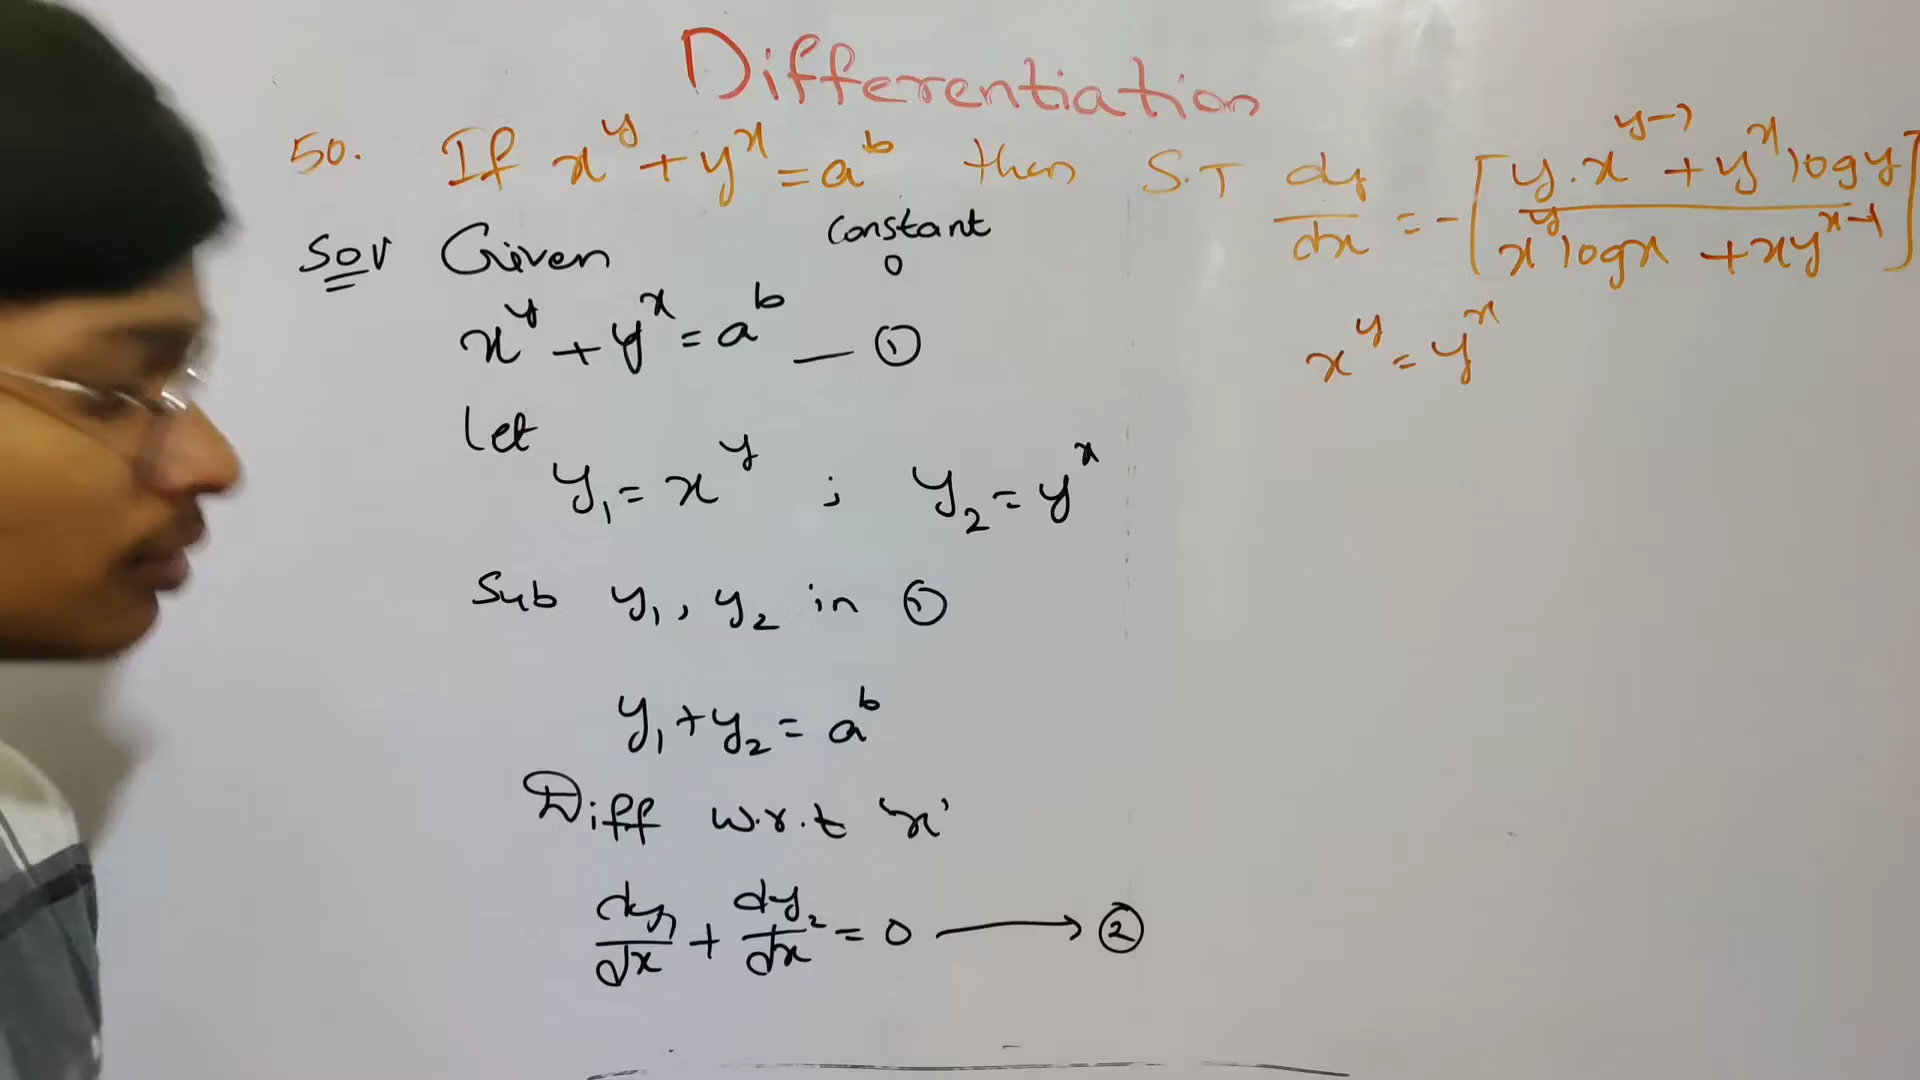 Differentiation
50. If x^y + y^x = a^b then S.T dy/dx = -[y.x^(y-1) + y^x log y / x^y log x + xy^(x-1)]
Sol Given
constant
0
x^y + y^x = a^b — ①
x^y = y^x
Let
y₁ = x^y ; y₂ = y^x
Sub y₁, y₂ in ①
y₁ + y₂ = a^b
Diff w.r.t 'x'
dy₁/dx + dy₂/dx = 0 → ②